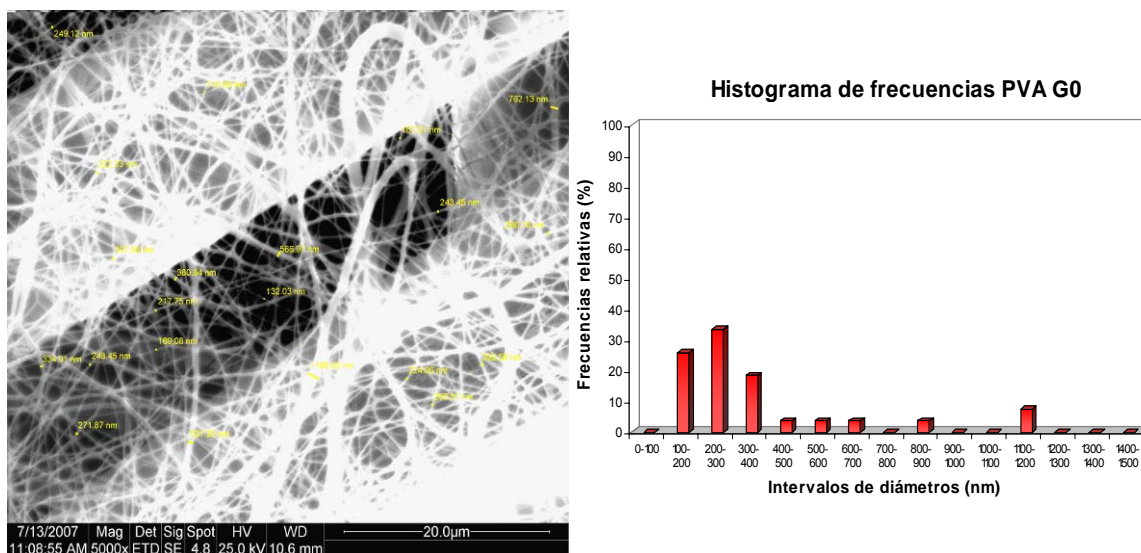 249.12 nm
762.13 nm
243.45 nm
566.91 nm
380.84 nm
132.03 nm
217.75 nm
169.08 nm
334.91 nm
243.45 nm
271.87 nm
7/13/2007 Mag Det Sig Spot HV WD 20.0µm
11:08:55 AM 5000x ETD SE 4.8 25.0 kV 10.6 mm
Histograma de frecuencias PVA G0
Frecuencias relativas (%)
100
90
80
70
60
50
40
30
20
10
0
0-100 100-200 200-300 300-400 400-500 500-600 600-700 700-800 800-900 900-1000 1000-1100 1100-1200 1200-1300 1300-1400 1400-1500
Intervalos de diámetros (nm)